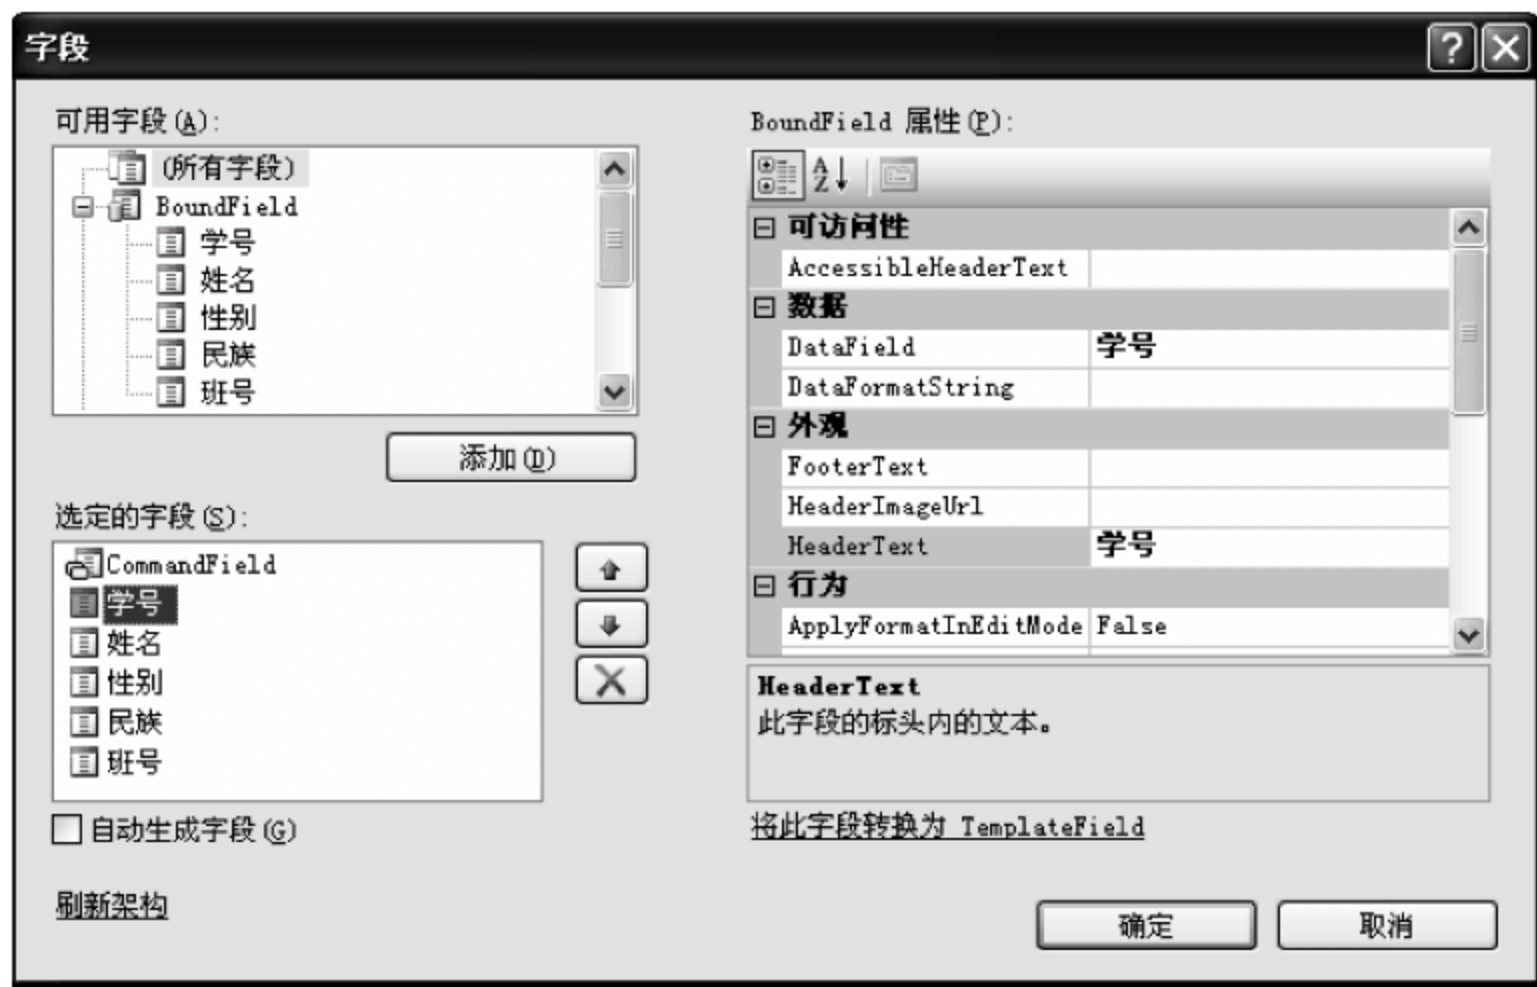 字段
可用字段(A):
(所有字段)
BoundField
学号
姓名
性别
民族
班号
添加(D)
选定的字段(S):
CommandField
学号
姓名
性别
民族
班号
自动生成字段(G)
刷新架构
BoundField 属性(P):
可访问性
AccessibleHeaderText
数据
DataField 学号
DataFormatString
外观
FooterText
HeaderImageUrl
HeaderText 学号
行为
ApplyFormatInEditMode False
HeaderText
此字段的标头内的文本。
将此字段转换为 TemplateField
确定
取消